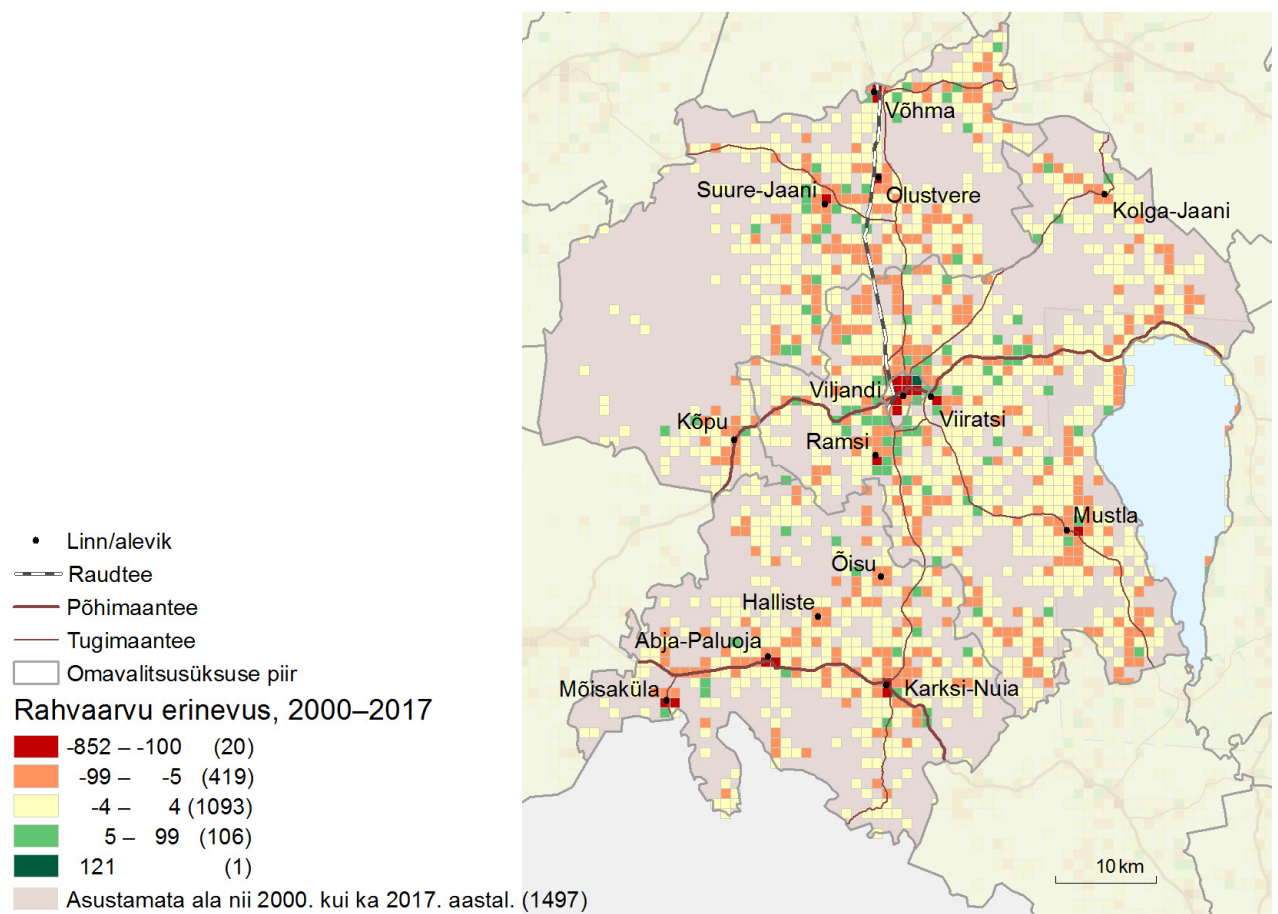 Võhma
Suure-Jaani
Olustvere
Kolga-Jaani
Viljandi
Viiratsi
Kõpu
Ramsi
Mustla
Õisu
Halliste
Abja-Paluoja
Mõisaküla
Karksi-Nuia
10 km
Linn/alevik
Raudtee
Põhimaantee
Tugimaantee
Omavalitsusüksuse piir
Rahvaarvu erinevus, 2000–2017
-852 – -100 (20)
-99 – -5 (419)
-4 – 4 (1093)
5 – 99 (106)
121 (1)
Asustamata ala nii 2000. kui ka 2017. aastal. (1497)